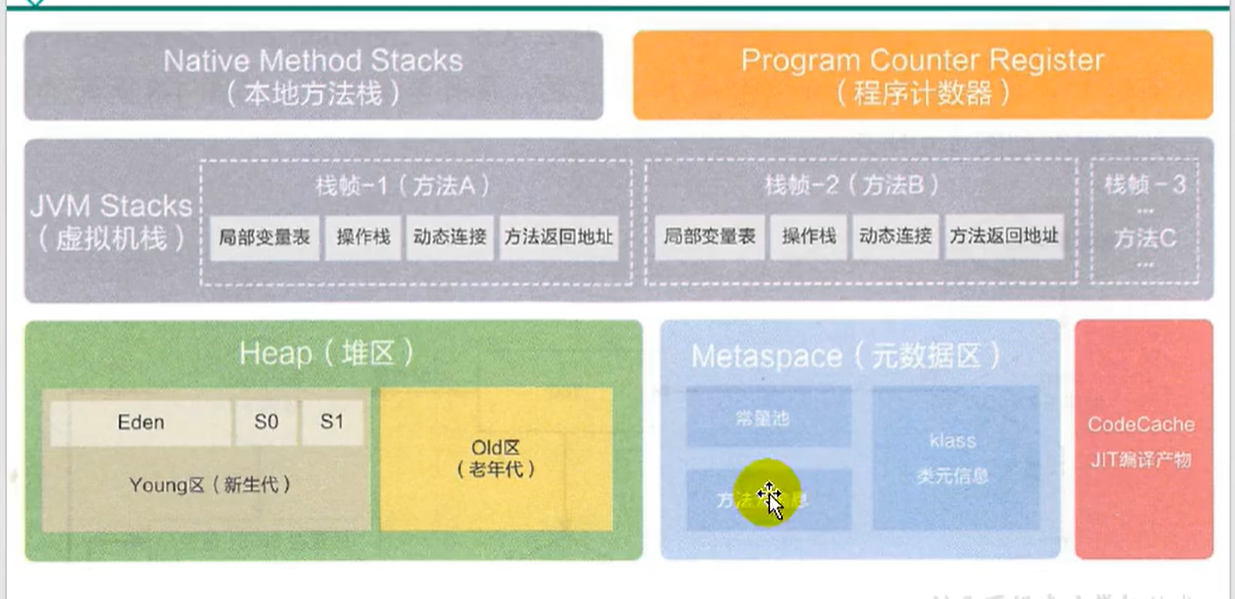 Native Method Stacks
（本地方法栈）
Program Counter Register
（程序计数器）
JVM Stacks
（虚拟机栈）
栈帧-1（方法A）
局部变量表
操作栈
动态连接
方法返回地址
栈帧-2（方法B）
局部变量表
操作栈
动态连接
方法返回地址
栈帧-3
...
方法C
...
Heap（堆区）
Eden
S0
S1
Young区（新生代）
Old区
（老年代）
Metaspace（元数据区）
常量池
方法
klass
类元信息
CodeCache
JIT编译产物